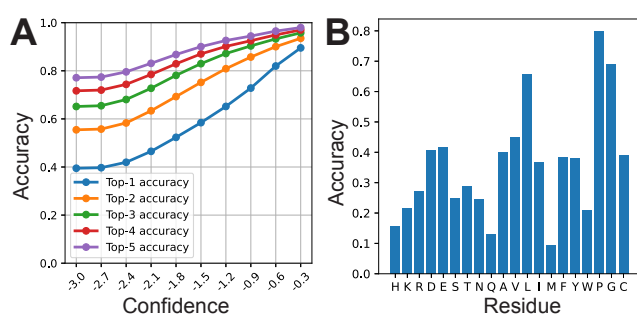 A
Accuracy
1.0
0.8
0.6
0.4
0.2
0.0
Top-1 accuracy
Top-2 accuracy
Top-3 accuracy
Top-4 accuracy
Top-5 accuracy
-3.0 -2.7 -2.4 -2.1 -1.8 -1.5 -1.2 -0.9 -0.6 -0.3
Confidence
B
Accuracy
0.8
0.7
0.6
0.5
0.4
0.3
0.2
0.1
0.0
H K R D E S T N Q A V L I M F Y W P G C
Residue